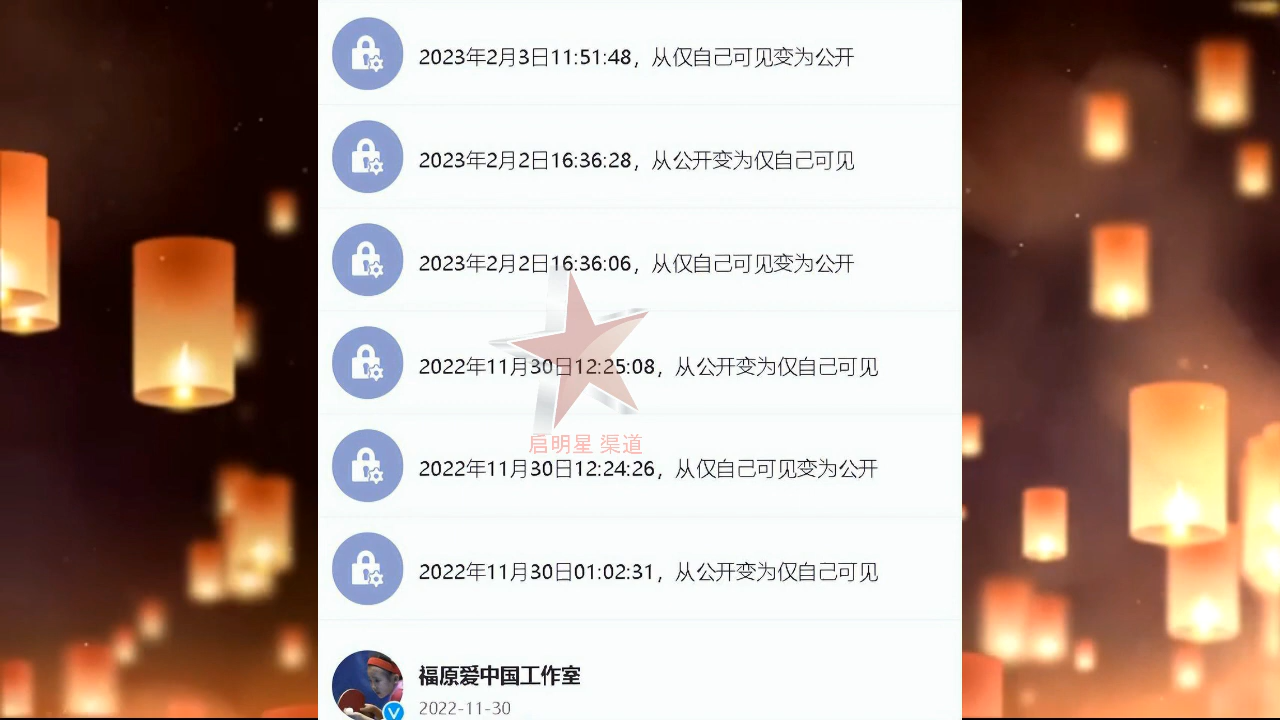 2023年2月3日11:51:48，从仅自己可见变为公开
2023年2月2日16:36:28，从公开变为仅自己可见
2023年2月2日16:36:06，从仅自己可见变为公开
2022年11月30日12:25:08，从公开变为仅自己可见
启明星 渠道
2022年11月30日12:24:26，从仅自己可见变为公开
2022年11月30日01:02:31，从公开变为仅自己可见
福原爱中国工作室
2022-11-30